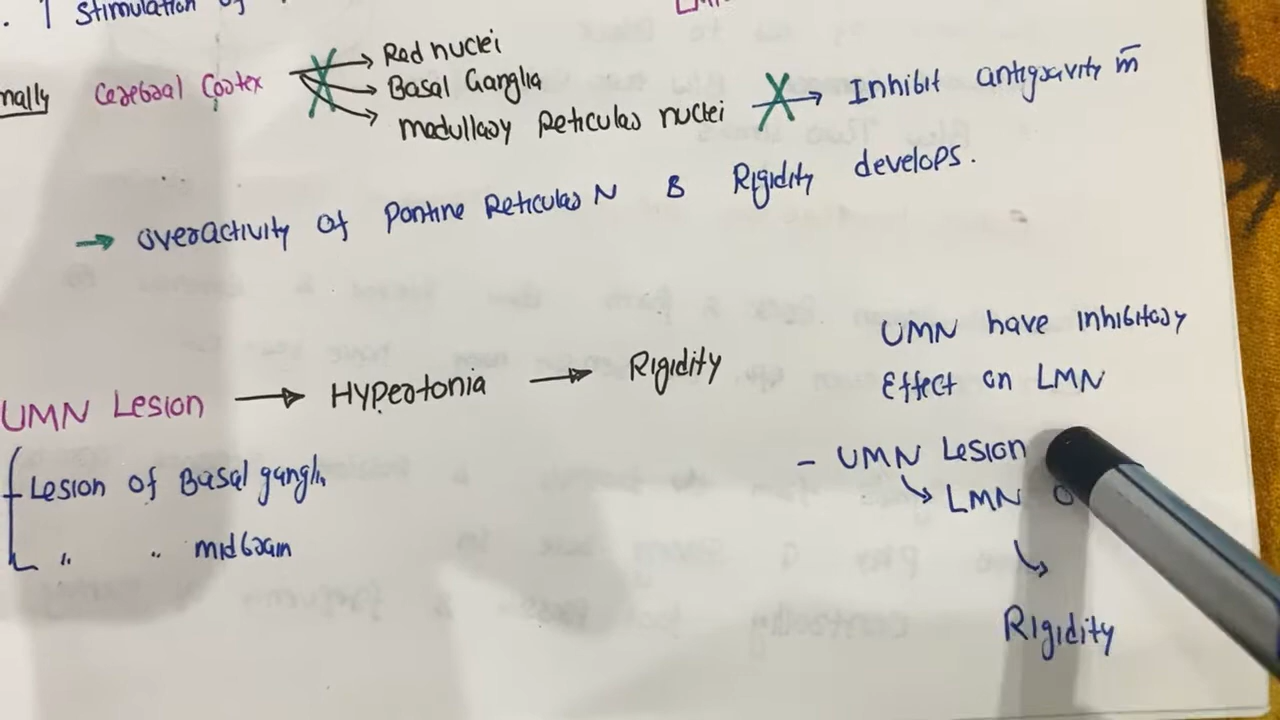 . ↑ Stimulation of
nally Cerebral Cortex → Red nuclei
→ Basal Ganglia
→ medullary Reticular nuclei → Inhibit antigravity m̄
→ overactivity of Pontine Reticular N & Rigidity develops.
UMN have inhibitory
Effect on LMN
UMN Lesion → Hypertonia → Rigidity
Lesion of Basal gangli
" " midbrain
- UMN Lesion
↳ LMN O
↳
Rigidity